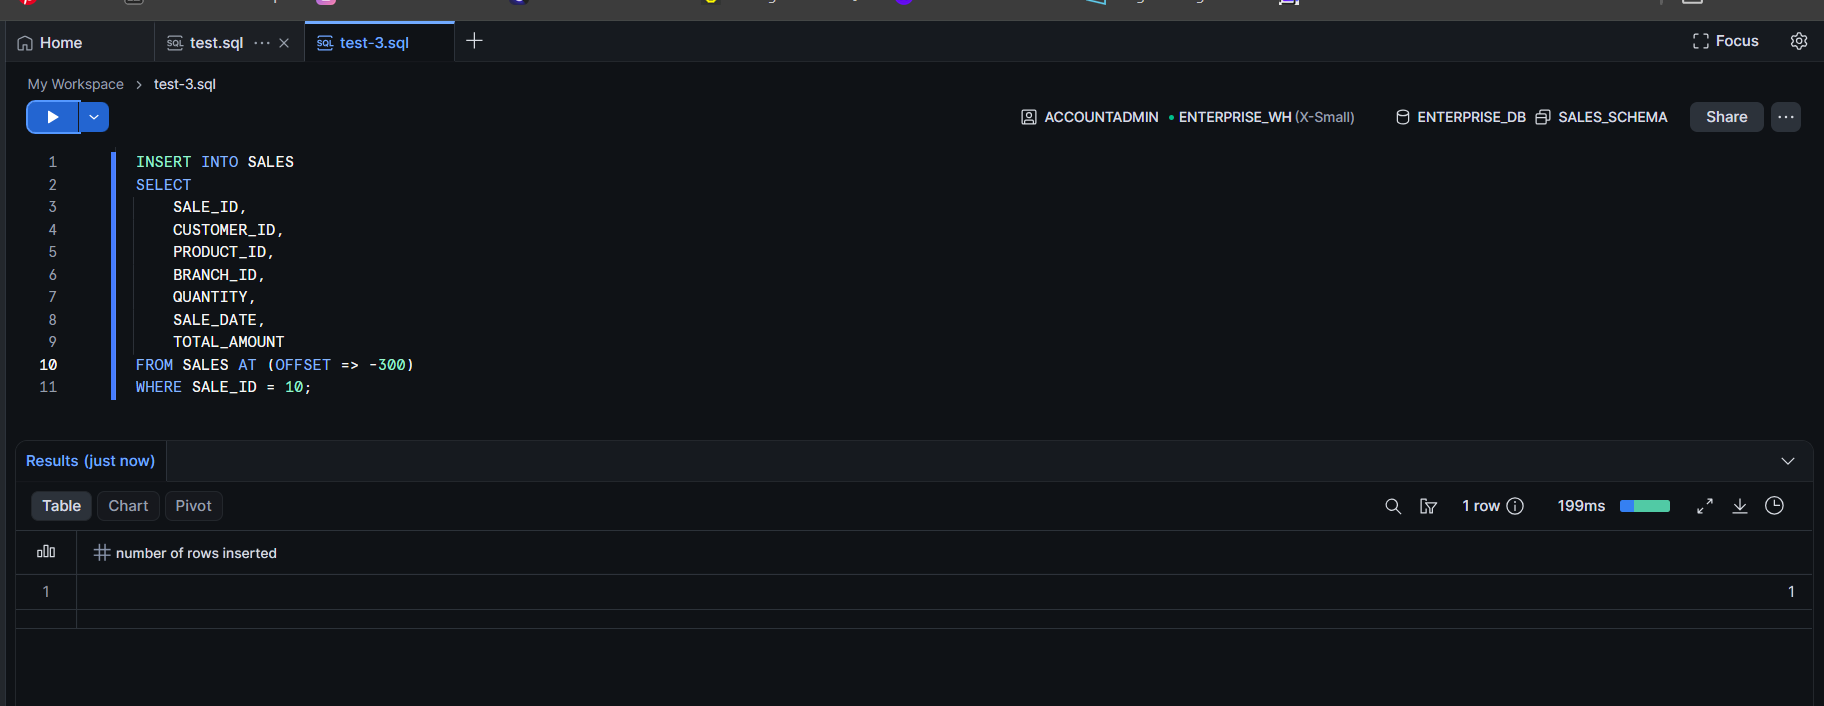 Home
test.sql
test-3.sql
Focus
My Workspace > test-3.sql
ACCOUNTADMIN • ENTERPRISE_WH (X-Small) ENTERPRISE_DB SALES_SCHEMA Share ...
1 INSERT INTO SALES
2 SELECT
3 SALE_ID,
4 CUSTOMER_ID,
5 PRODUCT_ID,
6 BRANCH_ID,
7 QUANTITY,
8 SALE_DATE,
9 TOTAL_AMOUNT
10 FROM SALES AT (OFFSET => -300)
11 WHERE SALE_ID = 10;
Results (just now)
Table Chart Pivot 1 row 199ms
# number of rows inserted
1 1